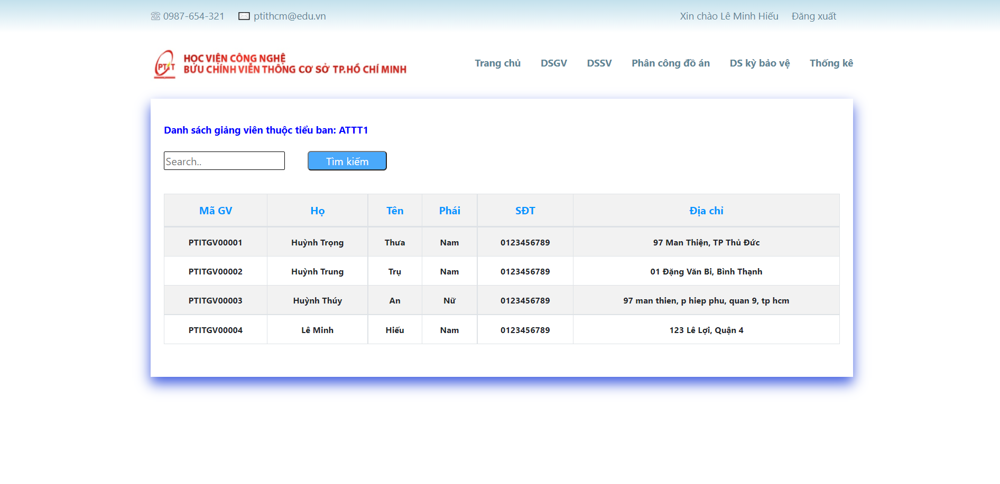 0987-654-321 ptithcm@edu.vn Xin chào Lê Minh Hiếu Đăng xuất
PTIT
HỌC VIỆN CÔNG NGHỆ
BƯU CHÍNH VIỄN THÔNG CƠ SỞ TP.HỒ CHÍ MINH
Trang chủ DSGV DSSV Phân công đồ án DS kỳ bảo vệ Thống kê
Danh sách giảng viên thuộc tiểu ban: ATTT1
Search.. Tìm kiếm
Mã GV Họ Tên Phái SĐT Địa chỉ
PTITGV00001 Huỳnh Trọng Thưa Nam 0123456789 97 Man Thiện, TP Thủ Đức
PTITGV00002 Huỳnh Trung Trụ Nam 0123456789 01 Đặng Văn Bi, Bình Thạnh
PTITGV00003 Huỳnh Thúy An Nữ 0123456789 97 man thien, p hiep phu, quan 9, tp hcm
PTITGV00004 Lê Minh Hiếu Nam 0123456789 123 Lê Lợi, Quận 4